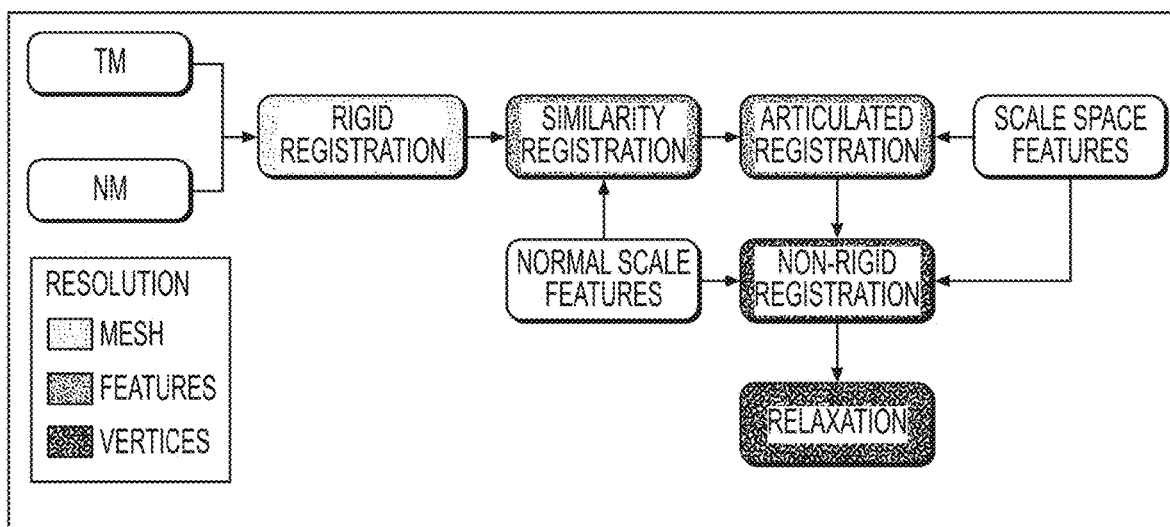 TM
NM
RIGID
REGISTRATION
SIMILARITY
REGISTRATION
ARTICULATED
REGISTRATION
SCALE SPACE
FEATURES
NORMAL SCALE
FEATURES
NON-RIGID
REGISTRATION
RELAXATION
RESOLUTION
MESH
FEATURES
VERTICES